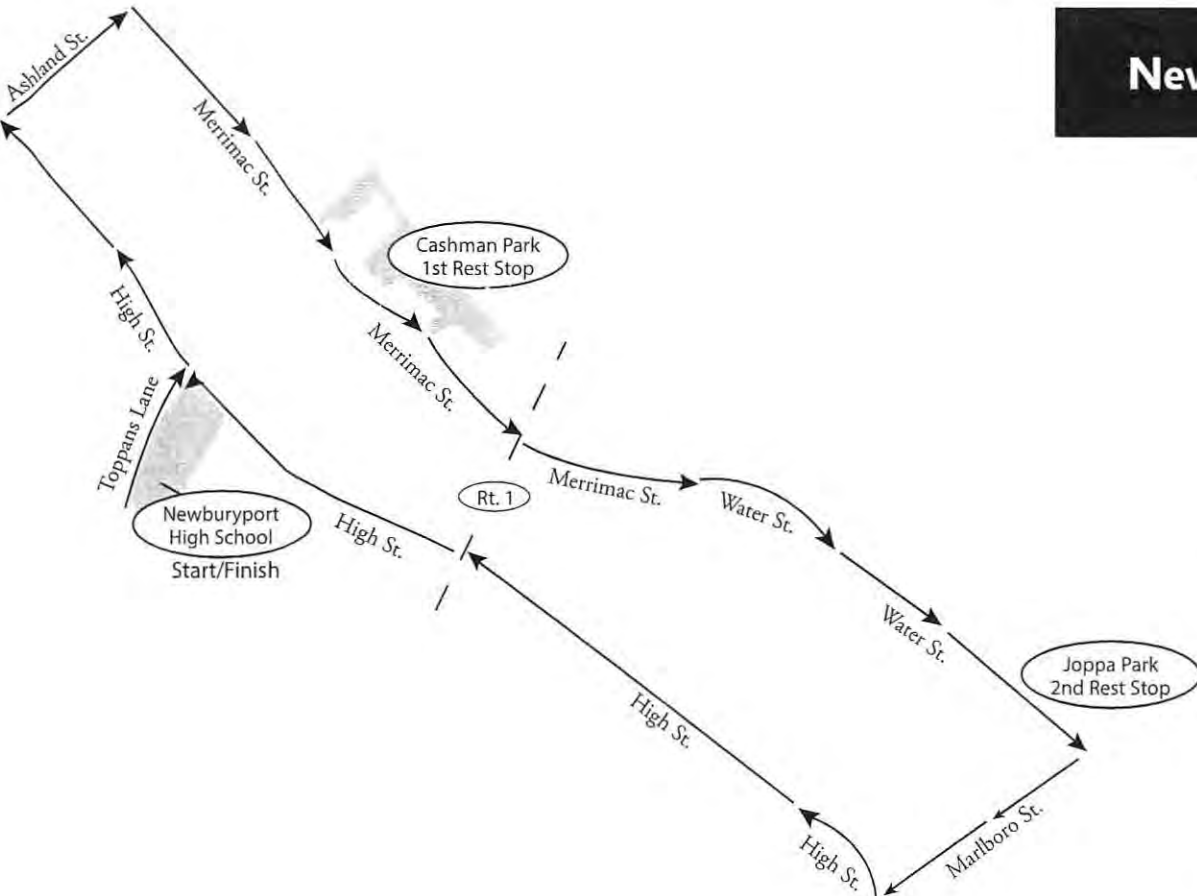 New
Ashland St.
Merrimac St.
Cashman Park
1st Rest Stop
High St.
Merrimac St.
Toppans Lane
Rt. 1
Merrimac St.
Water St.
Newburyport
High School
Start/Finish
High St.
Water St.
Joppa Park
2nd Rest Stop
High St.
Marlboro St.
High St.